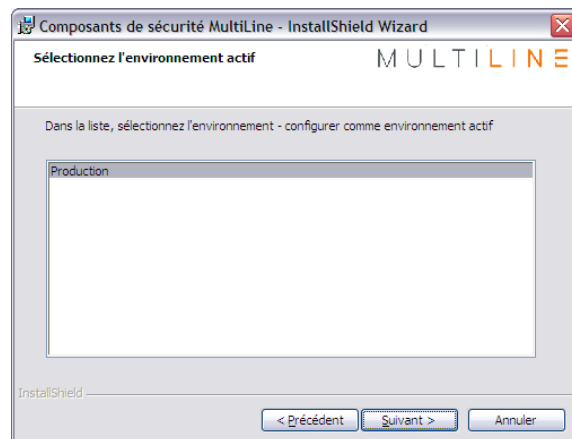 Composants de sécurité MultiLine - InstallShield Wizard
Sélectionnez l'environnement actif
MULTILINE
Dans la liste, sélectionnez l'environnement - configurer comme environnement actif
Production
InstallShield
< Précédent
Suivant >
Annuler